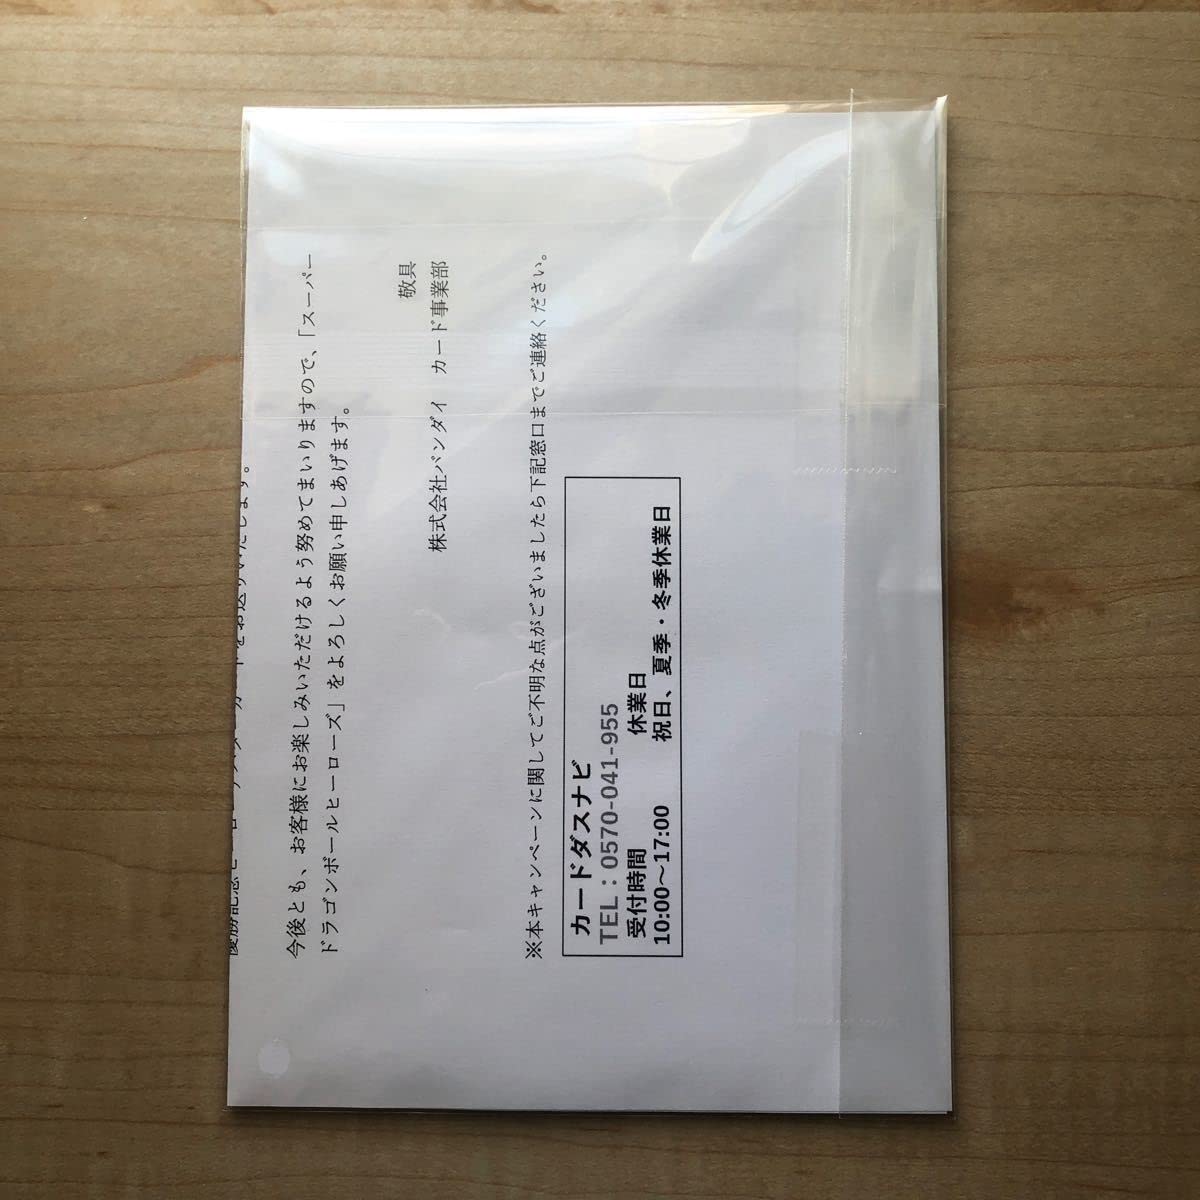 今後とも、お客様にお楽しみいただけるよう努めてまいりますので、「スーパー
ドラゴンボールヒーローズ」をよろしくお願い申しあげます。
敬具
株式会社バンダイ　カード事業部
※本キャンペーンに関してご不明な点がございましたら下記窓口までご連絡ください。
カードダスナビ
TEL：0570-041-955
受付時間　休業日
10:00～17:00　祝日、夏季・冬季休業日